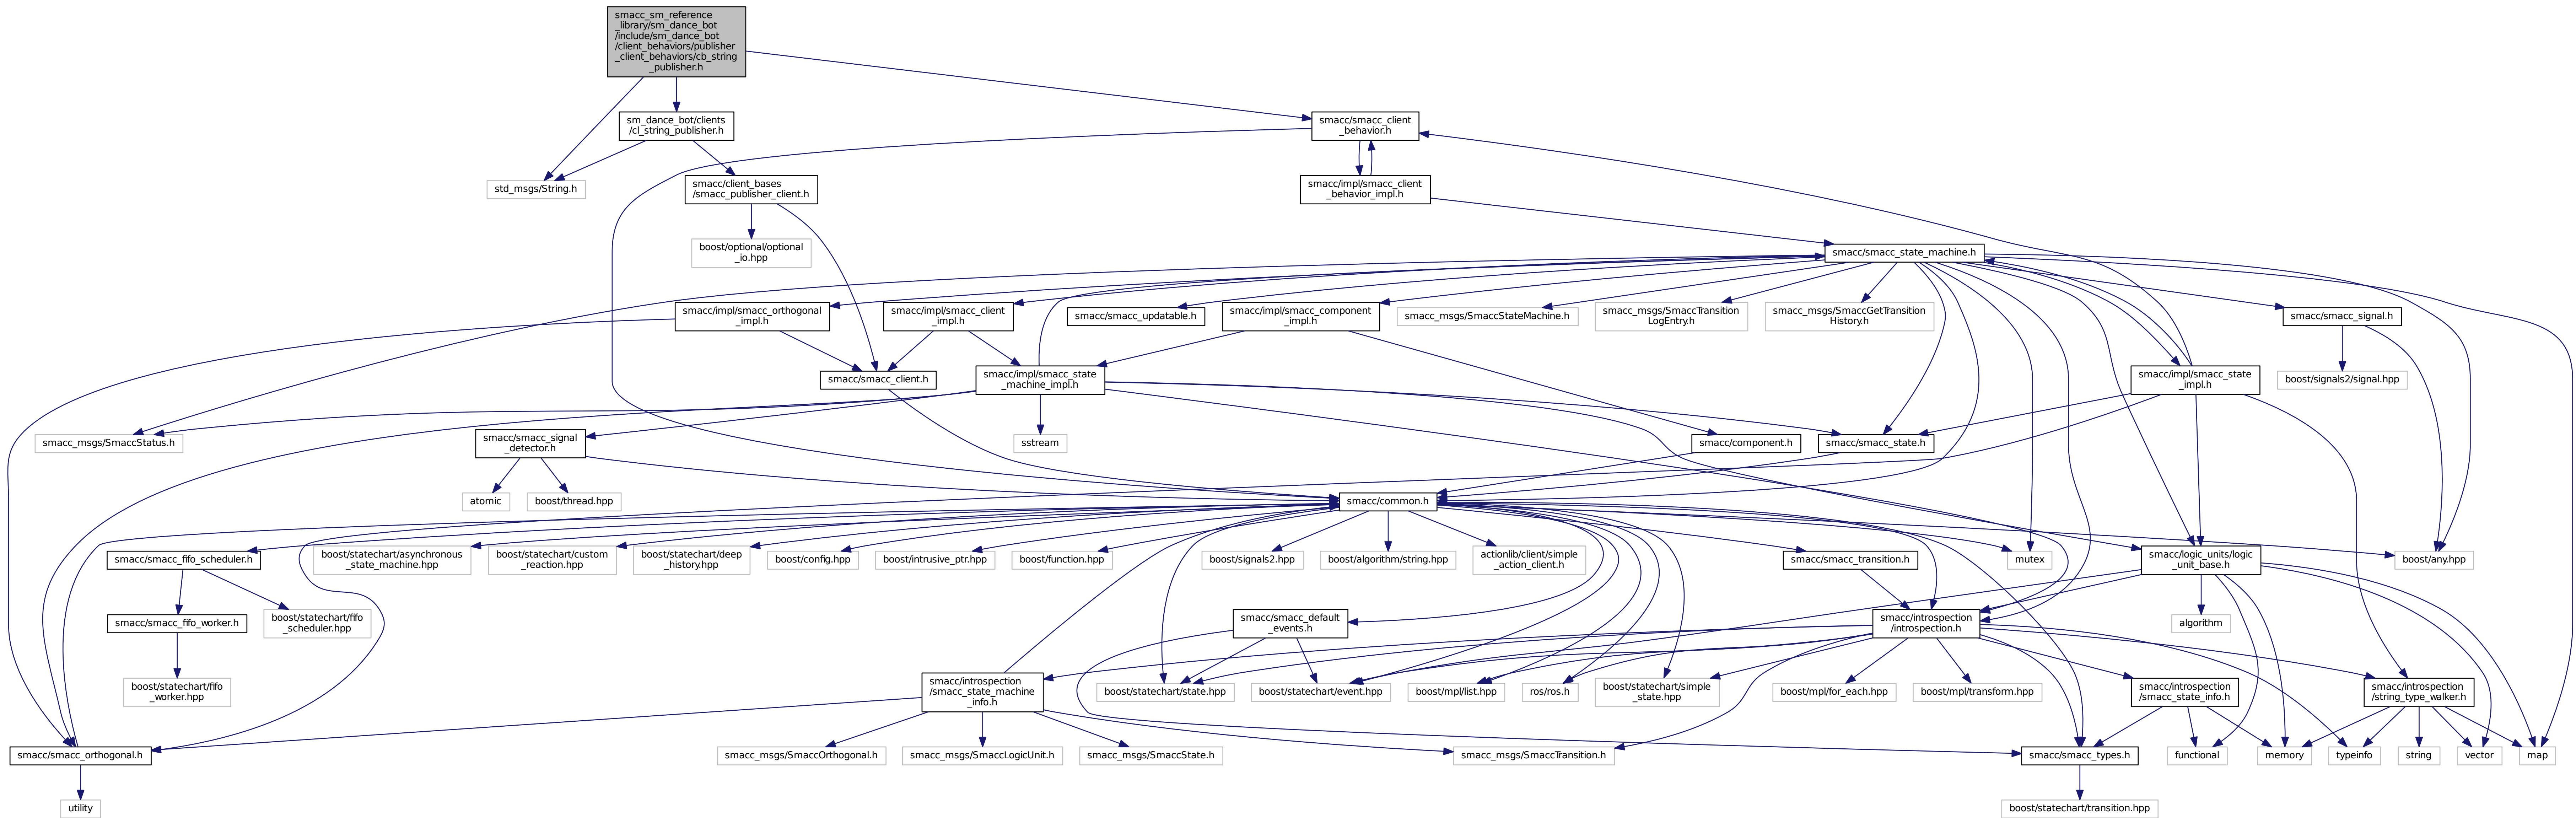 smacc_sm_reference
_library/sm_dance_bot
/include/sm_dance_bot
/client_behaviors/publisher
_client_behaviors/cb_string
_publisher.h
sm_dance_bot/clients
/cl_string_publisher.h
smacc/smacc_client
_behavior.h
std_msgs/String.h
smacc/client_bases
/smacc_publisher_client.h
smacc/impl/smacc_client
_behavior_impl.h
boost/optional/optional
_io.hpp
smacc/smacc_state_machine.h
smacc/impl/smacc_orthogonal
_impl.h
smacc/impl/smacc_client
_impl.h
smacc/smacc_updatable.h
smacc/impl/smacc_component
_impl.h
smacc_msgs/SmaccStateMachine.h
smacc_msgs/SmaccTransition
LogEntry.h
smacc_msgs/SmaccGetTransition
History.h
smacc/smacc_signal.h
smacc/smacc_client.h
smacc/impl/smacc_state
_machine_impl.h
smacc/impl/smacc_state
_impl.h
boost/signals2/signal.hpp
smacc_msgs/SmaccStatus.h
smacc/smacc_signal
_detector.h
sstream
smacc/component.h
smacc/smacc_state.h
atomic
boost/thread.hpp
smacc/common.h
smacc/smacc_fifo_scheduler.h
boost/statechart/asynchronous
_state_machine.hpp
boost/statechart/custom
_reaction.hpp
boost/statechart/deep
_history.hpp
boost/config.hpp
boost/intrusive_ptr.hpp
boost/function.hpp
boost/signals2.hpp
boost/algorithm/string.hpp
actionlib/client/simple
_action_client.h
smacc/smacc_transition.h
mutex
smacc/logic_units/logic
_unit_base.h
boost/any.hpp
smacc/smacc_fifo_worker.h
boost/statechart/fifo
_scheduler.hpp
smacc/smacc_default
_events.h
smacc/introspection
/introspection.h
algorithm
boost/statechart/fifo
_worker.hpp
smacc/introspection
/smacc_state_machine
_info.h
boost/statechart/state.hpp
boost/statechart/event.hpp
boost/mpl/list.hpp
ros/ros.h
boost/statechart/simple
_state.hpp
boost/mpl/for_each.hpp
boost/mpl/transform.hpp
smacc/introspection
/smacc_state_info.h
smacc/introspection
/string_type_walker.h
smacc/smacc_orthogonal.h
smacc_msgs/SmaccOrthogonal.h
smacc_msgs/SmaccLogicUnit.h
smacc_msgs/SmaccState.h
smacc_msgs/SmaccTransition.h
smacc/smacc_types.h
functional
memory
typeinfo
string
vector
map
utility
boost/statechart/transition.hpp